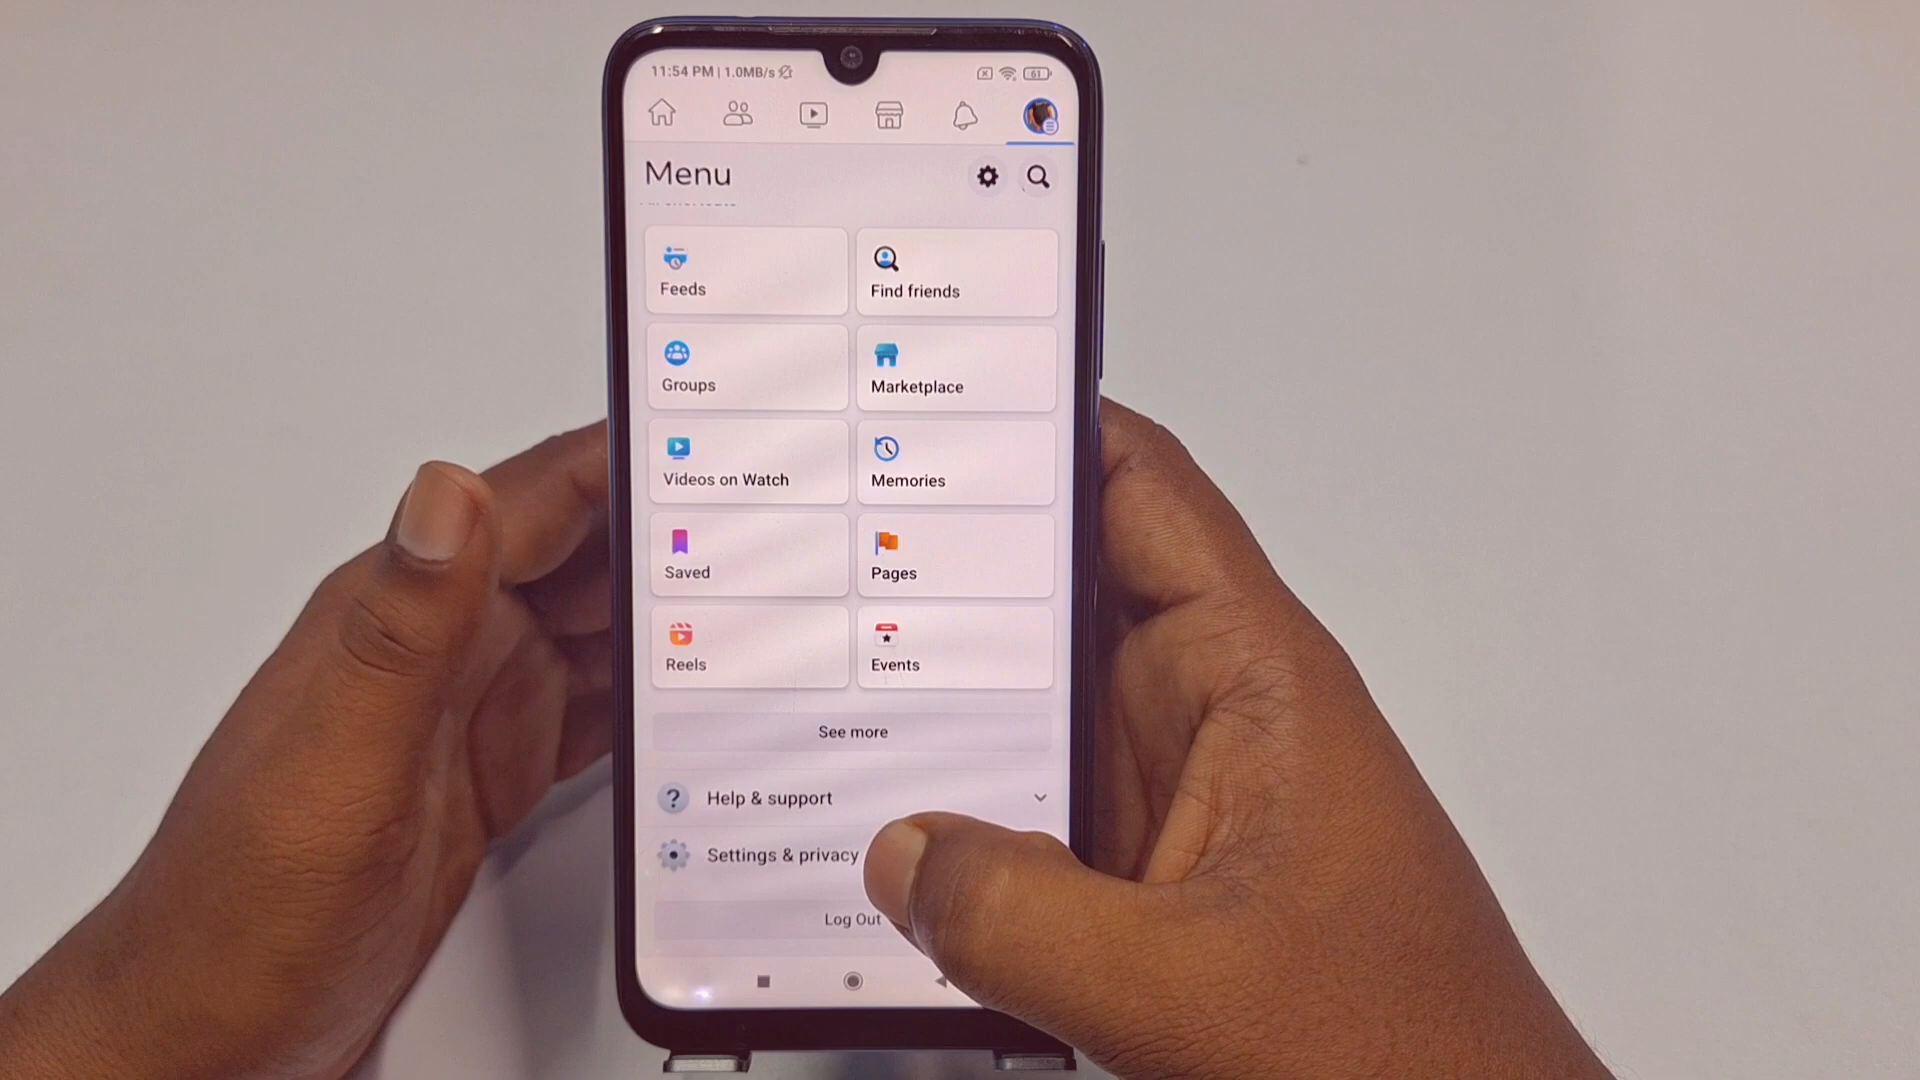 11:54 PM | 1.0MB/s
61
Menu
Feeds
Find friends
Groups
Marketplace
Videos on Watch
Memories
Saved
Pages
Reels
Events
See more
? Help & support
Settings & privacy
Log Out